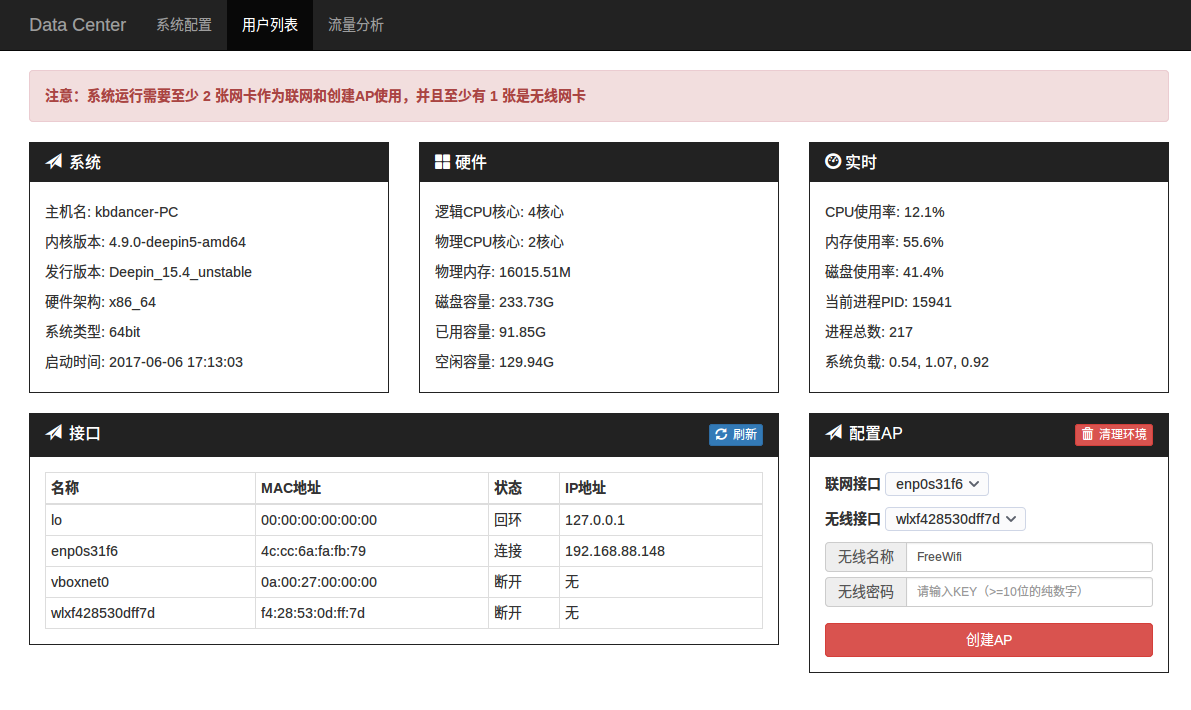 Data Center 系统配置 用户列表 流量分析
注意：系统运行需要至少 2 张网卡作为联网和创建AP使用，并且至少有 1 张是无线网卡
系统
主机名: kbdancer-PC
内核版本: 4.9.0-deepin5-amd64
发行版本: Deepin_15.4_unstable
硬件架构: x86_64
系统类型: 64bit
启动时间: 2017-06-06 17:13:03
硬件
逻辑CPU核心: 4核心
物理CPU核心: 2核心
物理内存: 16015.51M
磁盘容量: 233.73G
已用容量: 91.85G
空闲容量: 129.94G
实时
CPU使用率: 12.1%
内存使用率: 55.6%
磁盘使用率: 41.4%
当前进程PID: 15941
进程总数: 217
系统负载: 0.54, 1.07, 0.92
接口 刷新
名称 MAC地址 状态 IP地址
lo 00:00:00:00:00:00 回环 127.0.0.1
enp0s31f6 4c:cc:6a:fa:fb:79 连接 192.168.88.148
vboxnet0 0a:00:27:00:00:00 断开 无
wlxf428530dff7d f4:28:53:0d:ff:7d 断开 无
配置AP 清理环境
联网接口 enp0s31f6
无线接口 wlxf428530dff7d
无线名称 FreeWifi
无线密码 请输入KEY（>=10位的纯数字）
创建AP